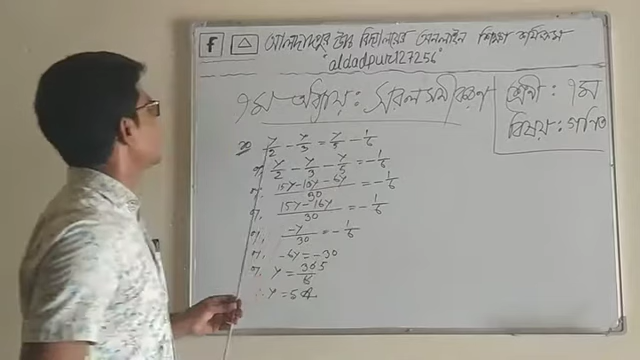 f আলদাদপুর উচ্চ বিদ্যালয়ের অনলাইন শিক্ষা কার্যক্রম
"aldadpur127256"
৭ম অধ্যায়: সরল সমীকরণ
শ্রেণী: ৭ম
বিষয়: গণিত
y/2 - y/3 = y/5 - 1/6
y/2 - y/3 - y/5 = -1/6
15y-10y-6y/30 = -1/6
15y-16y/30 = -1/6
-y/30 = -1/6
-6y = -30
y = 30 5/6
∴ y = 5